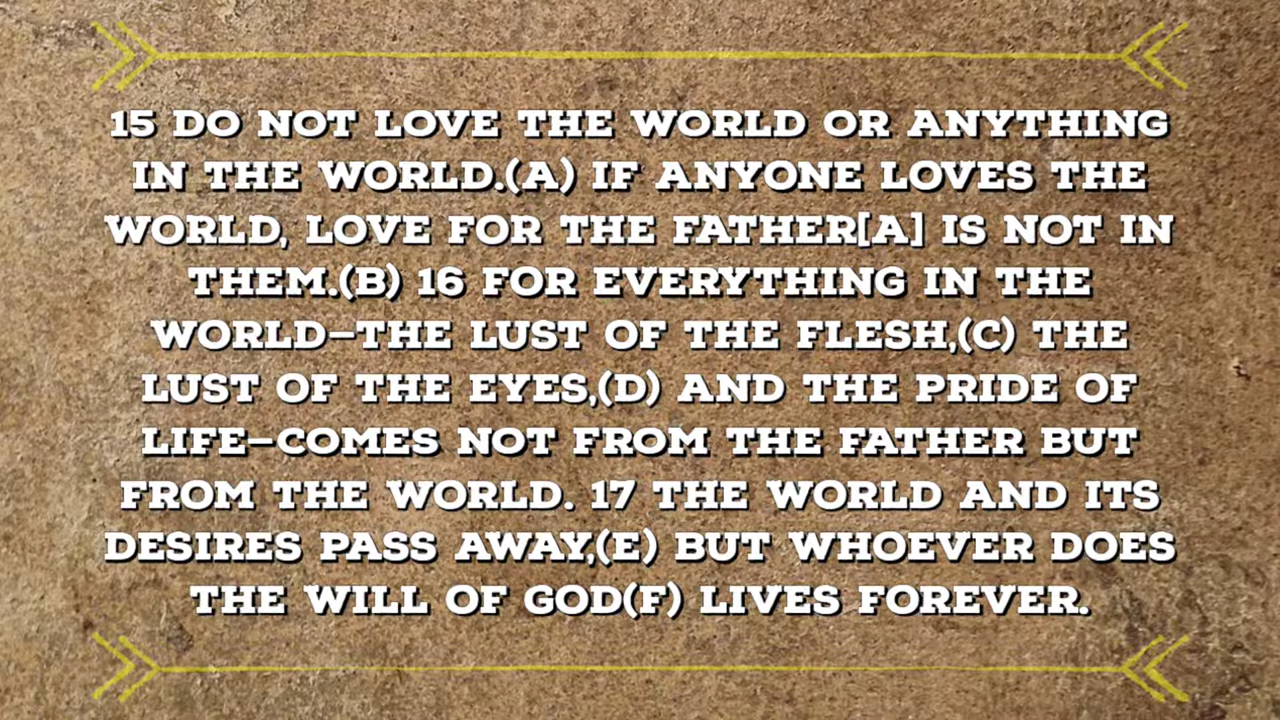 15 DO NOT LOVE THE WORLD OR ANYTHING
IN THE WORLD.(A) IF ANYONE LOVES THE
WORLD, LOVE FOR THE FATHER[A] IS NOT IN
THEM.(B) 16 FOR EVERYTHING IN THE
WORLD—THE LUST OF THE FLESH,(C) THE
LUST OF THE EYES,(D) AND THE PRIDE OF
LIFE—COMES NOT FROM THE FATHER BUT
FROM THE WORLD. 17 THE WORLD AND ITS
DESIRES PASS AWAY,(E) BUT WHOEVER DOES
THE WILL OF GOD(F) LIVES FOREVER.